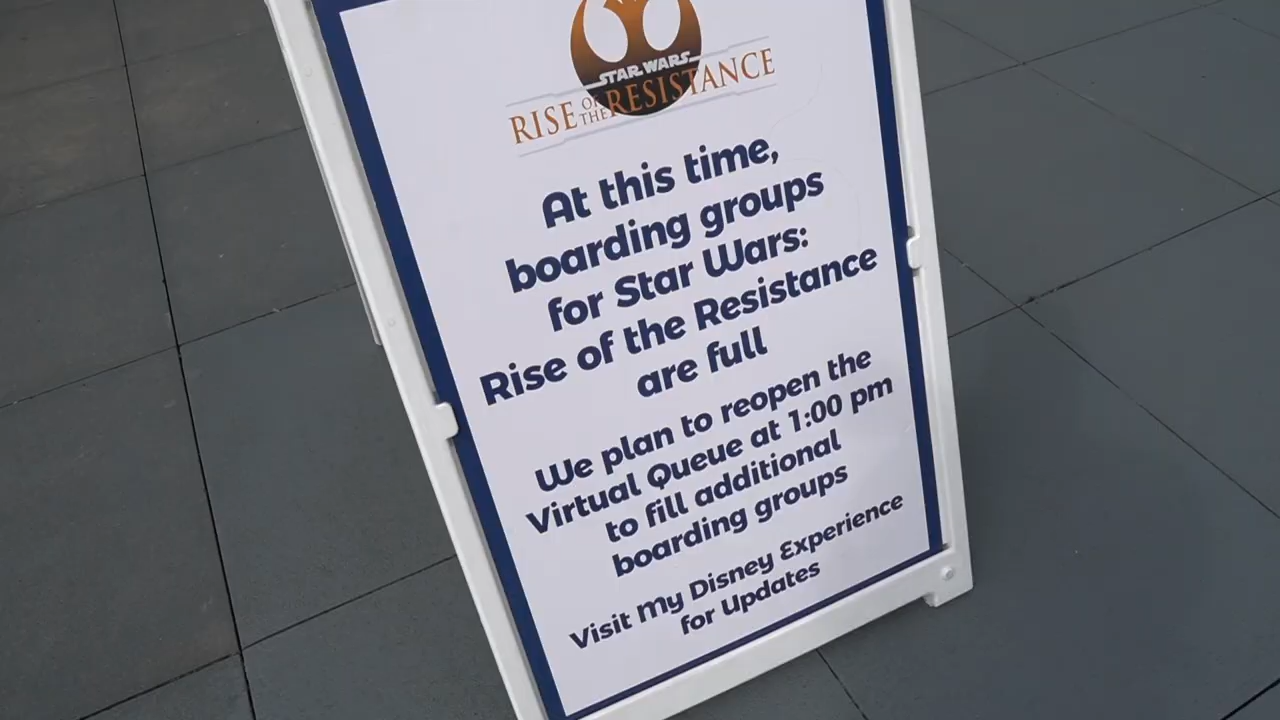 STAR WARS
RISE OF THE RESISTANCE
At this time,
boarding groups
for Star Wars:
Rise of the Resistance
are full
We plan to reopen the
Virtual Queue at 1:00 pm
to fill additional
boarding groups
Visit My Disney Experience
for Updates